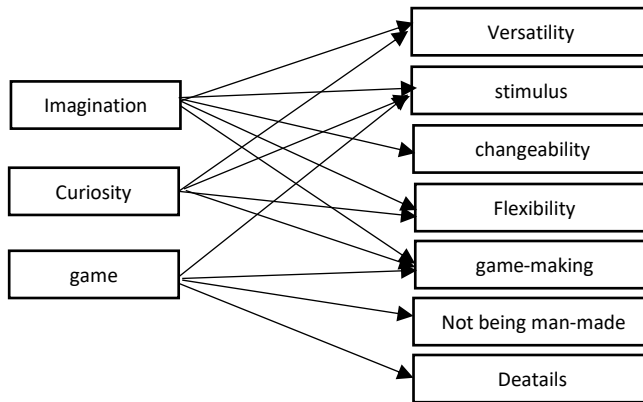 Imagination
Curiosity
game
Versatility
stimulus
changeability
Flexibility
game-making
Not being man-made
Deatails